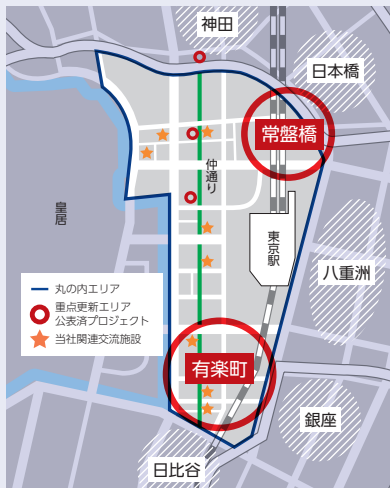 神田
日本橋
常盤橋
仲通り
皇居
東京駅
八重洲
丸の内エリア
重点更新エリア
公表済プロジェクト
当社関連交流施設
有楽町
銀座
日比谷